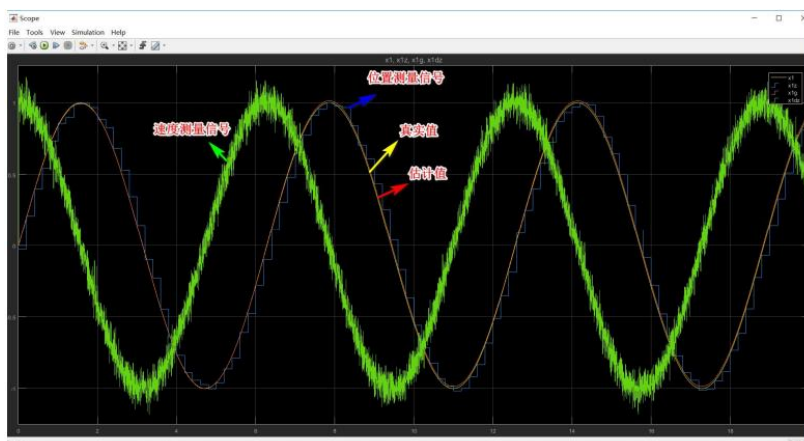 Scope
File Tools View Simulation Help
x1, x1z, x1g, x1dz
位置测量信号
速度测量信号
真实值
估计值
x1
x1z
x1g
x1dz
1
0
0 2 4 6 8 10 12 14 16 18